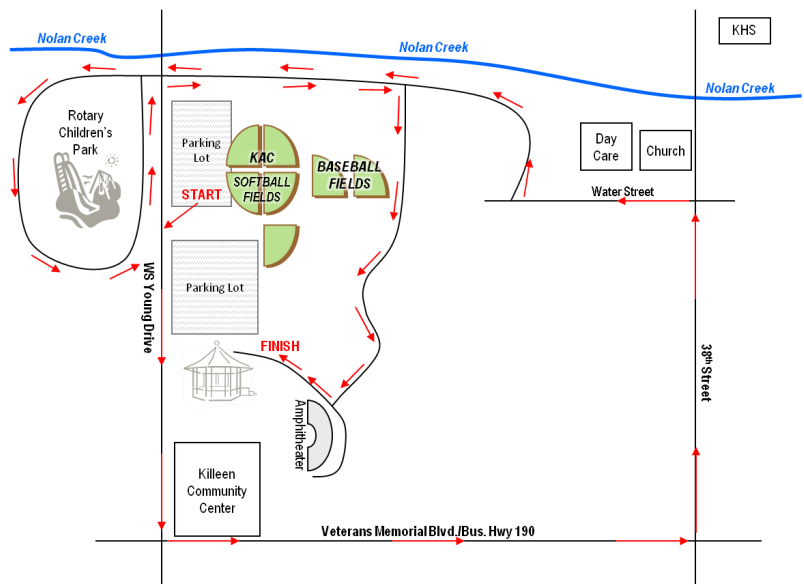 KHS
Nolan Creek
Nolan Creek
Nolan Creek
Rotary
Children's
Park
Parking
Lot
KAC
SOFTBALL
FIELDS
BASEBALL
FIELDS
Day
Care
Church
START
Water Street
WS Young Drive
Parking Lot
FINISH
38th Street
Amphitheater
Killeen
Community
Center
Veterans Memorial Blvd./Bus. Hwy 190